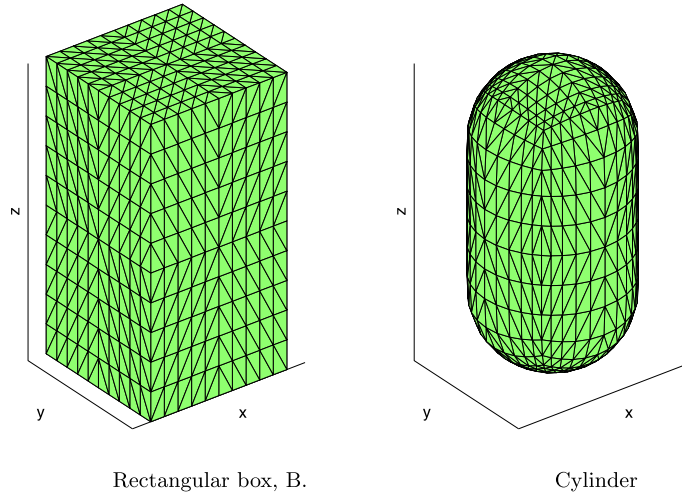 z
y
x
z
y
x
Rectangular box, B.
Cylinder